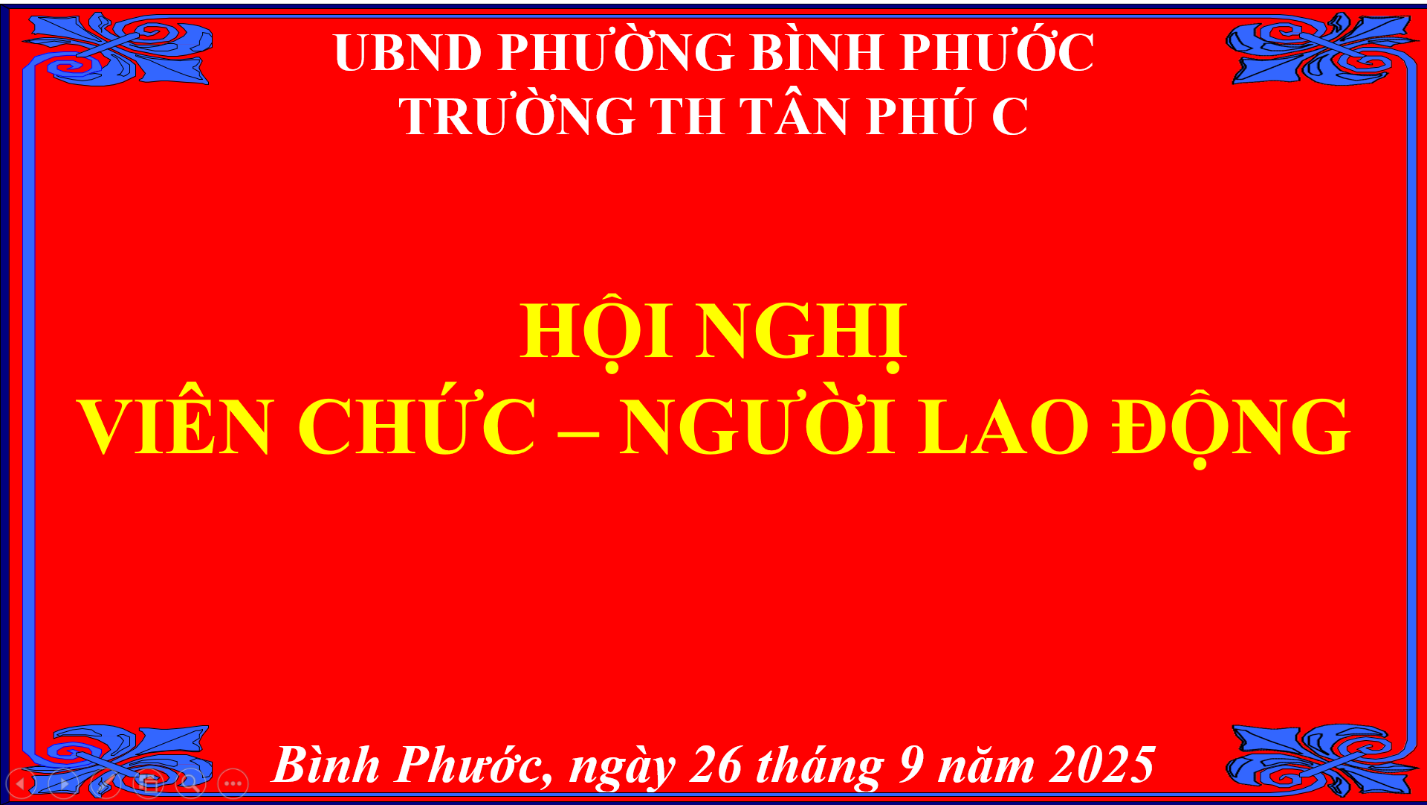 UBND PHƯỜNG BÌNH PHƯỚC
TRƯỜNG TH TÂN PHÚ C
HỘI NGHỊ
VIÊN CHỨC – NGƯỜI LAO ĐỘNG
Bình Phước, ngày 26 tháng 9 năm 2025